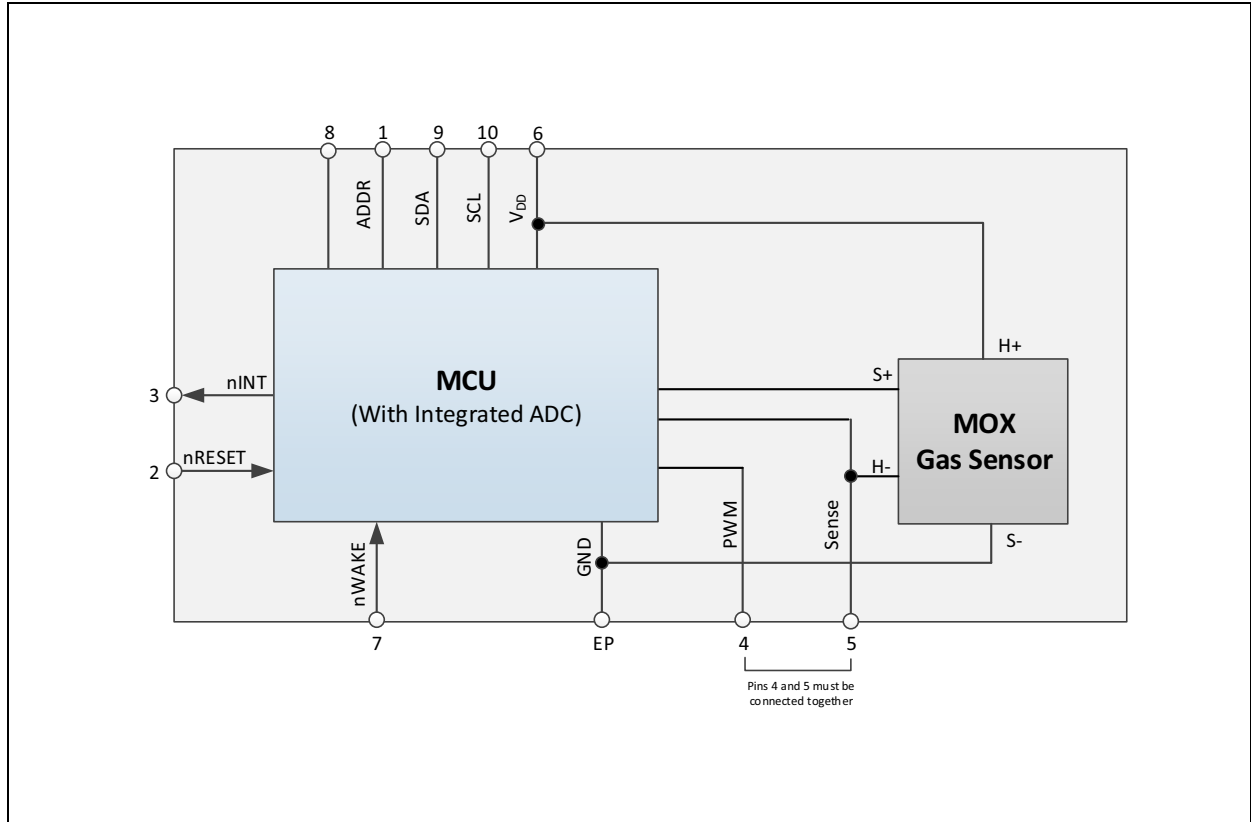 8
1
9
10
6
ADDR
SDA
SCL
VDD
H+
S+
MCU
(With Integrated ADC)
MOX
Gas Sensor
3
nINT
2
nRESET
H-
S-
nWAKE
GND
PWM
Sense
7
EP
4
5
Pins 4 and 5 must be
connected together